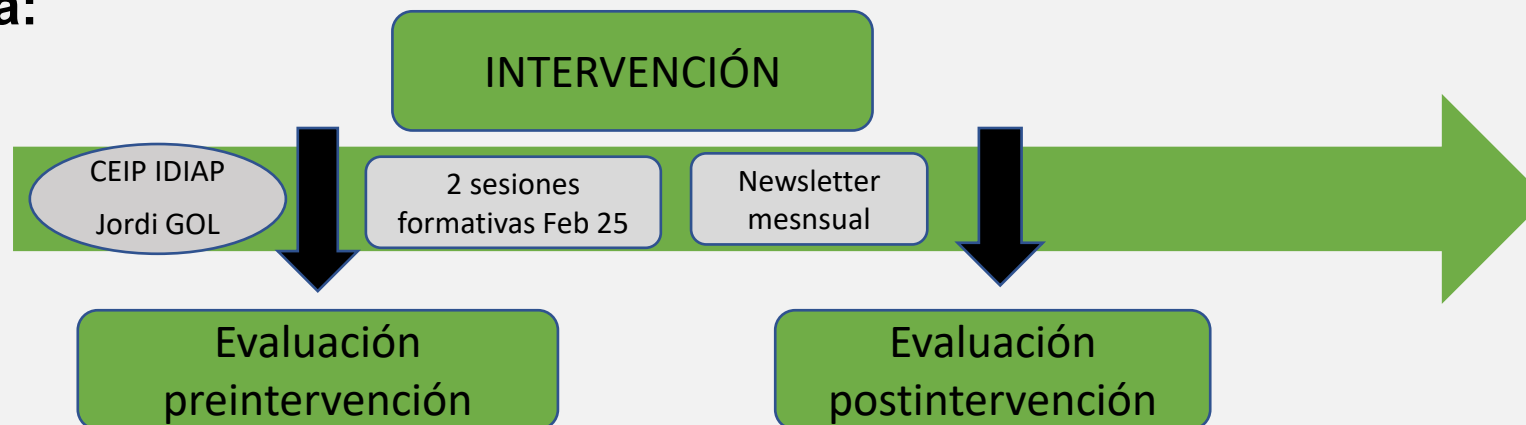 a:
INTERVENCIÓN
CEIP IDIAP
Jordi GOL
2 sesiones
formativas Feb 25
Newsletter
mesnsual
Evaluación
preintervención
Evaluación
postintervención